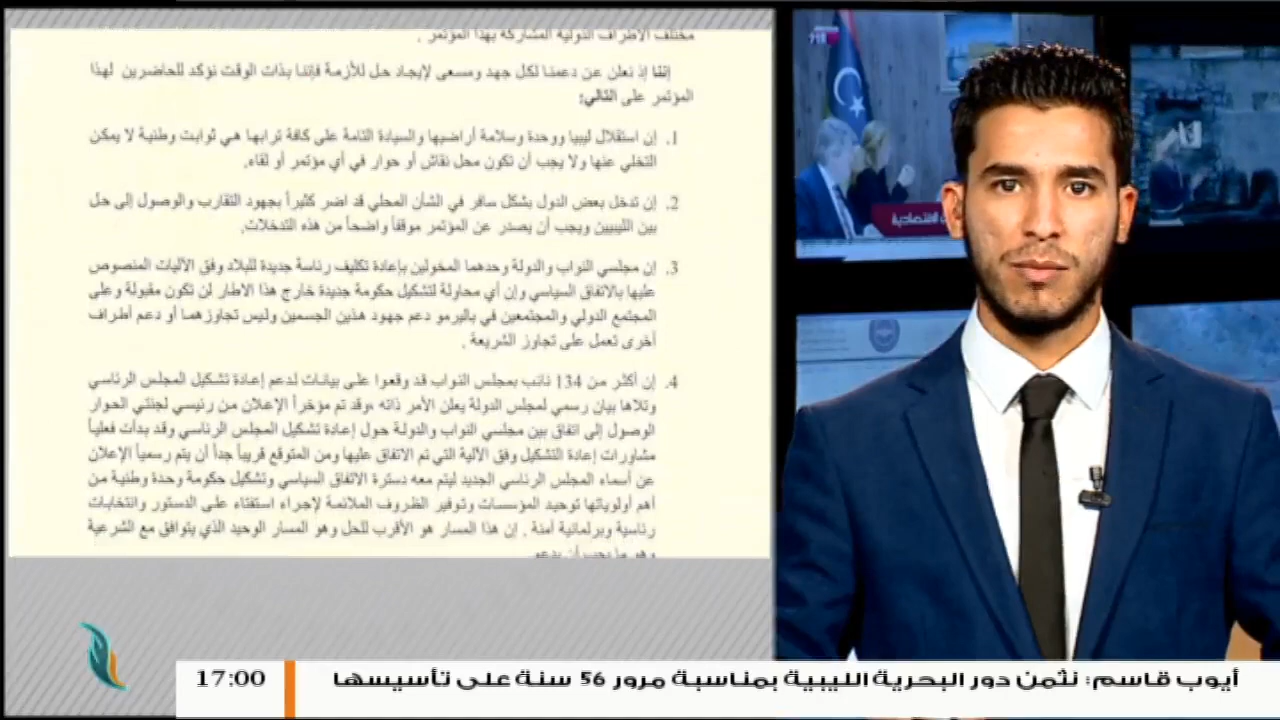 مختلف الأطراف الدولية المشاركة بهذا المؤتمر .
إننا إذ نعلن عن دعمنا لكل جهد ومسعى لإيجاد حل للأزمة فإننا بذات الوقت نؤكد للحاضرين لهذا
المؤتمر على التالي:
1. إن استقلال ليبيا ووحدة وسلامة أراضيها والسيادة التامة على كافة ترابها هي ثوابت وطنية لا يمكن
التخلي عنها ولا يجب أن تكون محل نقاش أو حوار في أي مؤتمر أو لقاء.
2. إن تدخل بعض الدول بشكل سافر في الشأن المحلي قد اضر كثيراً بجهود التقارب والوصول إلى حل
بين الليبيين ويجب أن يصدر عن المؤتمر موقفاً واضحاً من هذه التدخلات.
3. إن مجلسي النواب والدولة وحدهما المخولين بإعادة تكليف رئاسة جديدة للبلاد وفق الآليات المنصوص
عليها بالاتفاق السياسي وإن أي محاولة لتشكيل حكومة جديدة خارج هذا الاطار لن تكون مقبولة وعلى
المجتمع الدولي والمجتمعين في باليرمو دعم جهود هذين الجسمين وليس تجاوزهما أو دعم أطراف
أخرى تعمل على تجاوز الشريعة .
4. إن أكثر من 134 نائب بمجلس النواب قد وقعوا على بيانات لدعم إعادة تشكيل المجلس الرئاسي
وتلاها بيان رسمي لمجلس الدولة يعلن الأمر ذاته ،وقد تم مؤخراً الإعلان من رئيسي لجنتي الحوار
الوصول إلى اتفاق بين مجلسي النواب والدولة حول إعادة تشكيل المجلس الرئاسي وقد بدأت فعلياً
مشاورات إعادة التشكيل وفق الآلية التي تم الاتفاق عليها ومن المتوقع قريباً جداً أن يتم رسمياً الإعلان
عن أسماء المجلس الرئاسي الجديد ليتم معه دسترة الاتفاق السياسي وتشكيل حكومة وحدة وطنية من
أهم أولوياتها توحيد المؤسسات وتوفير الظروف الملائمة لإجراء استفتاء على الدستور وانتخابات
رئاسية وبرلمانية آمنة . إن هذا المسار هو الأقرب للحل وهو المسار الوحيد الذي يتوافق مع الشرعية
وهو ما يجب أن يدعم
الاقتصادية
أيوب قاسم: نثمن دور البحرية الليبية بمناسبة مرور 56 سنة على تأسيسها
17:00